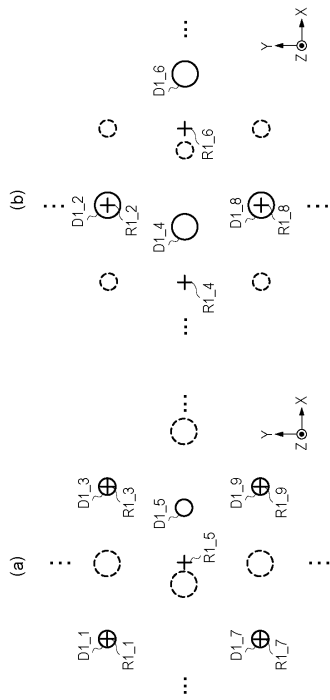 (a)
D1_1
R1_1
D1_3
R1_3
D1_5
R1_5
D1_7
R1_7
D1_9
R1_9
Y
Z
X
(b)
D1_2
R1_2
D1_4
R1_4
D1_6
R1_6
D1_8
R1_8
Y
Z
X